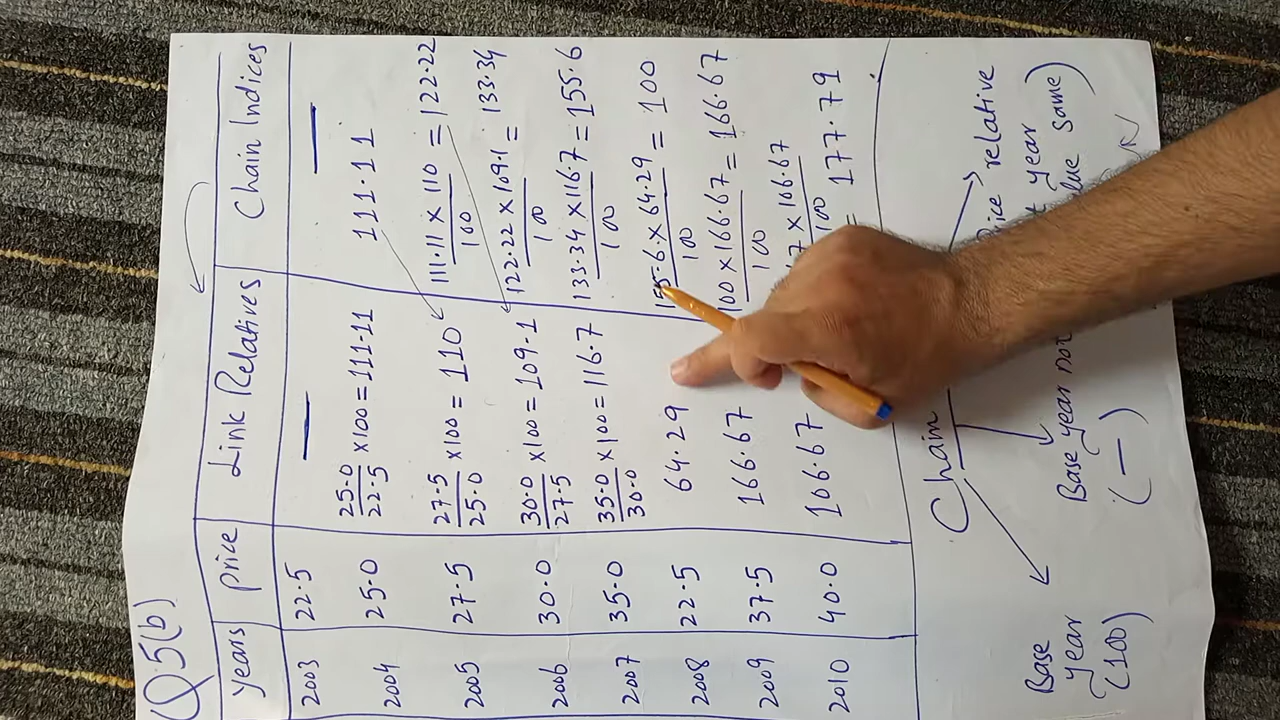 Q5(b)
years price Link Relatives Chain Indices
2003 22.5 — —
2004 25.0 25.0/22.5 ×100 = 111.11 111.11
2005 27.5 27.5/25.0 ×100 = 110 111.11 × 110/100 = 122.22
2006 30.0 30.0/27.5 ×100 = 109.1 122.22 × 109.1/100 = 133.34
2007 35.0 35.0/30.0 ×100 = 116.7 133.34 × 116.7/100 = 155.6
2008 22.5 64.29 155.6 × 64.29/100 = 100
2009 37.5 166.67 100 × 166.67/100 = 166.67
2010 40.0 106.67 7 × 106.67/100 = 177.79
Chain
Base year (100)
Base year not
(—)
Price relative
year
same)